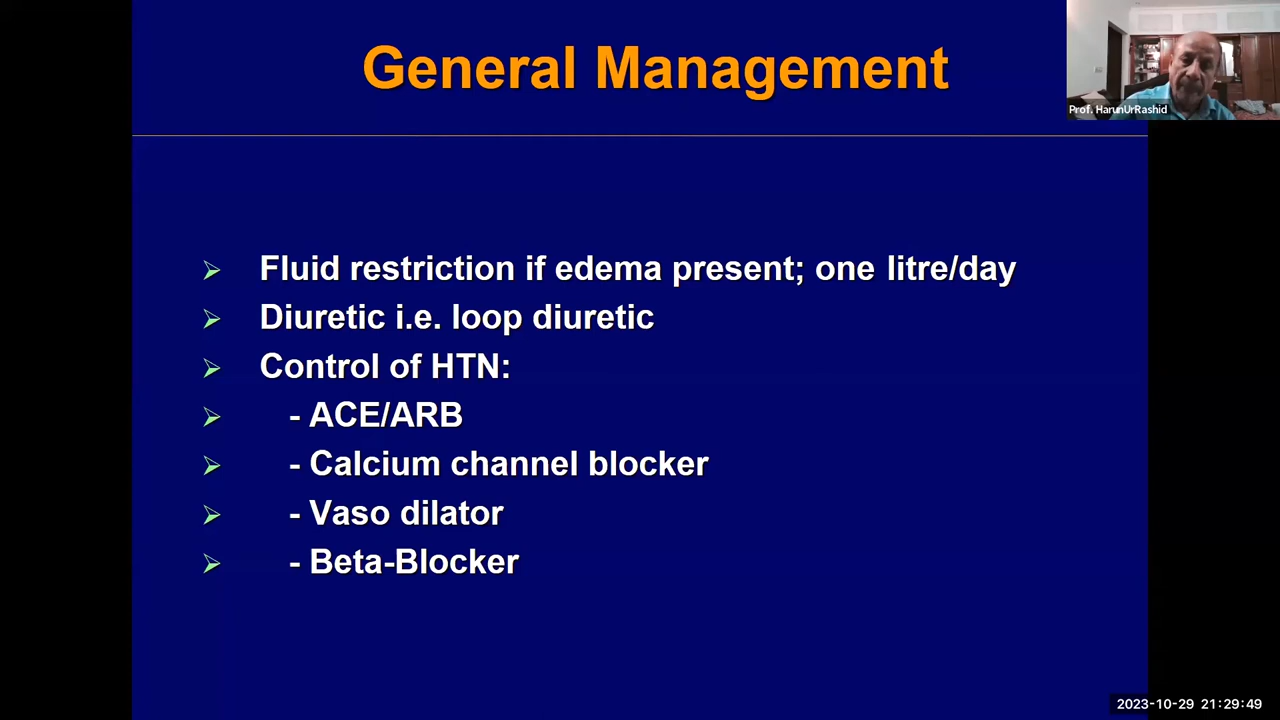 General Management
Prof. HarunUrRashid
Fluid restriction if edema present; one litre/day
Diuretic i.e. loop diuretic
Control of HTN:
- ACE/ARB
- Calcium channel blocker
- Vaso dilator
- Beta-Blocker
2023-10-29 21:29:49